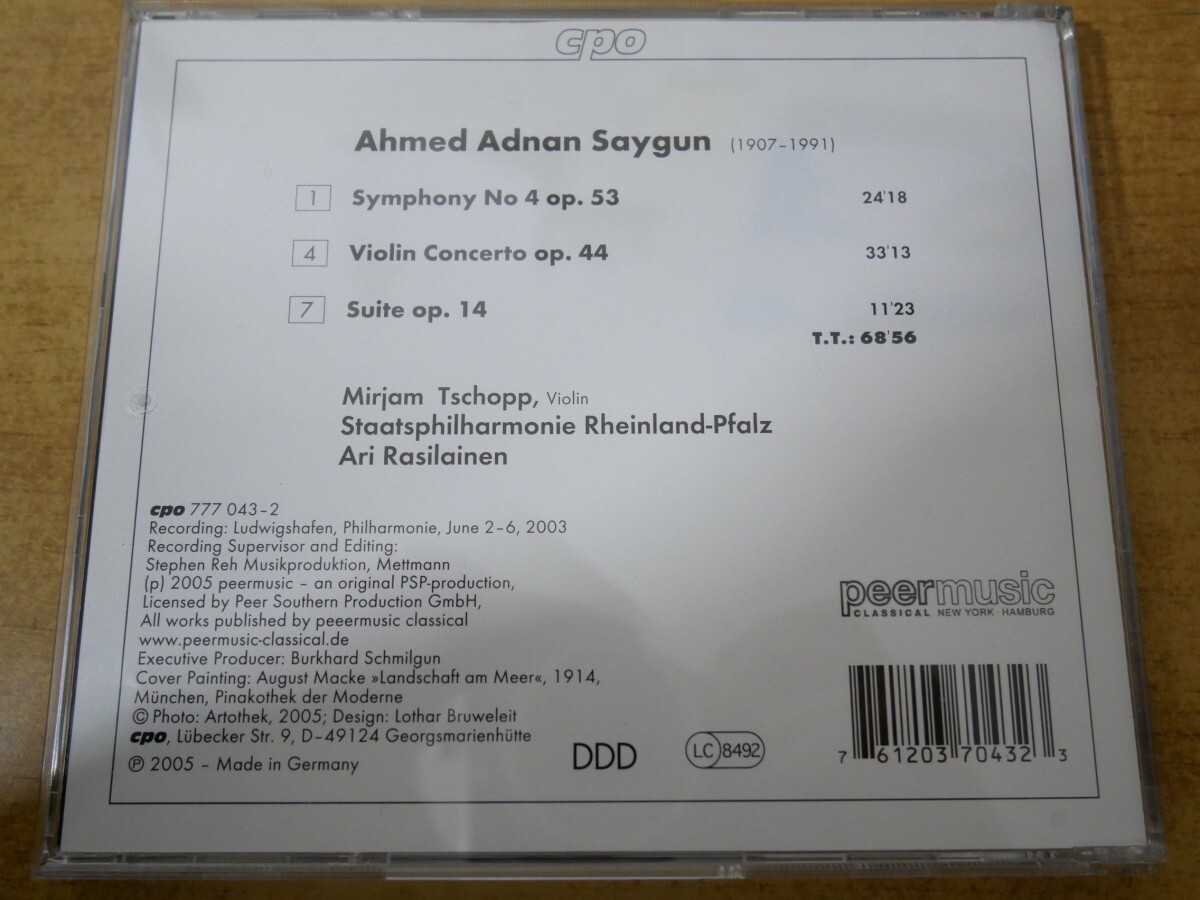 cpo
Ahmed Adnan Saygun (1907–1991)
1 Symphony No 4 op. 53 24'18
4 Violin Concerto op. 44 33'13
7 Suite op. 14 11'23
T.T.: 68'56
Mirjam Tschopp, Violin
Staatsphilharmonie Rheinland-Pfalz
Ari Rasilainen
cpo 777 043–2
Recording: Ludwigshafen, Philharmonie, June 2–6, 2003
Recording Supervisor and Editing:
Stephen Reh Musikproduktion, Mettmann
(p) 2005 peermusic – an original PSP-production,
Licensed by Peer Southern Production GmbH,
All works published by peeermusic classical
www.peermusic-classical.de
Executive Producer: Burkhard Schmilgun
Cover Painting: August Macke »Landschaft am Meer«, 1914,
München, Pinakothek der Moderne
© Photo: Artothek, 2005; Design: Lothar Bruweleit
cpo, Lübecker Str. 9, D–49124 Georgsmarienhütte
℗ 2005 – Made in Germany
DDD
LC 8492
peermusic
CLASSICAL NEW YORK · HAMBURG
7 61203 70432 3